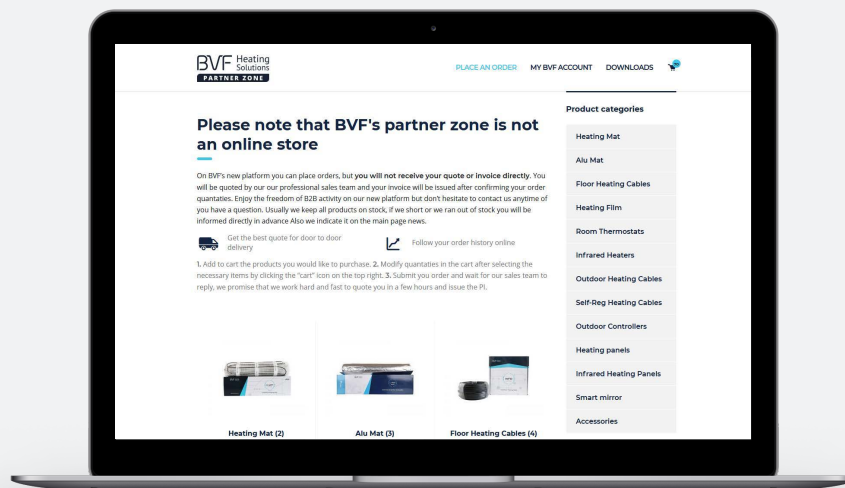 BVF Heating
Solutions
PARTNER ZONE
PLACE AN ORDER MY BVF ACCOUNT DOWNLOADS
Please note that BVF's partner zone is not
an online store
On BVF's new platform you can place orders, but you will not receive your quote or invoice directly. You
will be quoted by our our professional sales team and your invoice will be issued after confirming your order
quantaties. Enjoy the freedom of B2B activity on our new platform but don't hesitate to contact us anytime of
you have a question. Usually we keep all products on stock, if we short or we ran out of stock you will be
informed directly in advance Also we indicate it on the main page news.
Get the best quote for door to door
delivery
Follow your order history online
1. Add to cart the products you would like to purchase. 2. Modify quantaties in the cart after selecting the
necessary items by clicking the "cart" icon on the top right. 3. Submit you order and wait for our sales team to
reply, we promise that we work hard and fast to quote you in a few hours and issue the PI.
Heating Mat (2)
Alu Mat (3)
Floor Heating Cables (4)
Product categories
Heating Mat
Alu Mat
Floor Heating Cables
Heating Film
Room Thermostats
Infrared Heaters
Outdoor Heating Cables
Self-Reg Heating Cables
Outdoor Controllers
Heating panels
Infrared Heating Panels
Smart mirror
Accessories